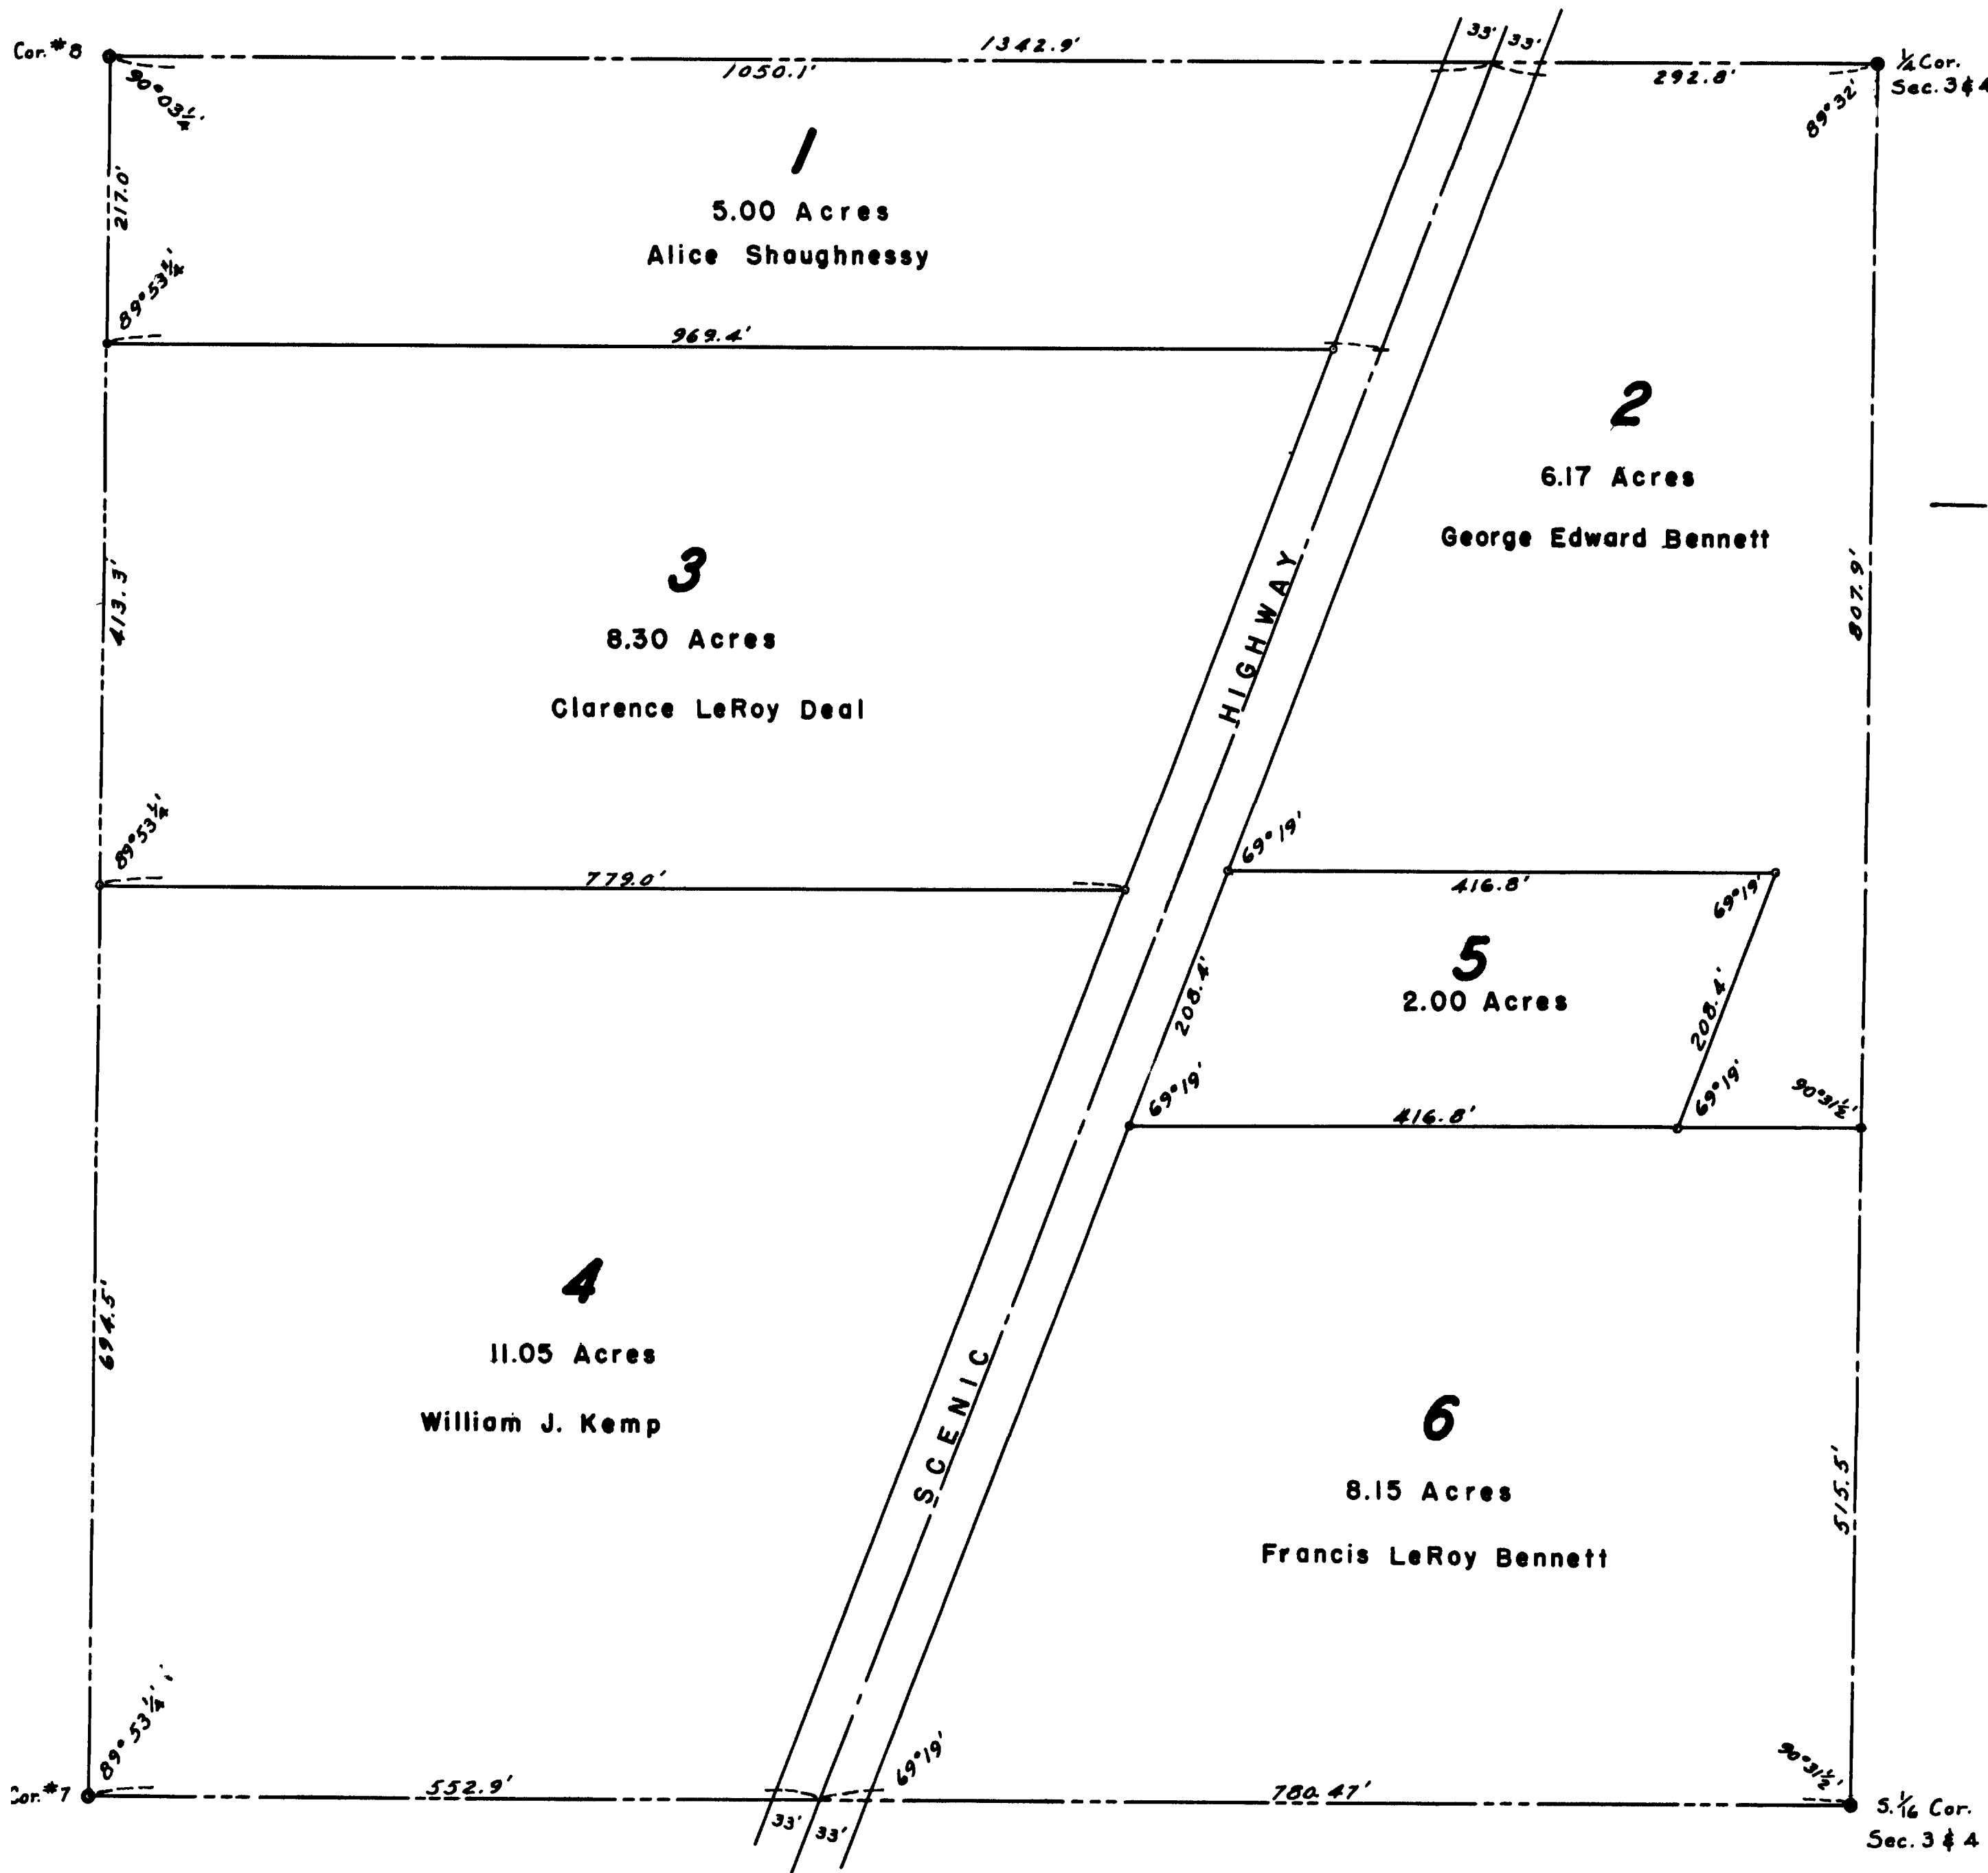 Cor. #8
1342.9'
33' 33'
1050.1'
292.8'
¼ Cor.
Sec. 3 & 4
90°03¼'
89°32'
217.0'
1
5.00 Acres
Alice Shaughnessy
89°53¼'
969.4'
2
6.17 Acres
George Edward Bennett
413.3'
3
8.30 Acres
Clarence LeRoy Deal
807.9'
HIGHWAY
89°53¼'
779.0'
69°19'
416.8'
69°19'
5
2.00 Acres
208.4'
208.4'
69°19'
69°19'
90°31½'
416.8'
4
11.05 Acres
William J. Kemp
694.5'
SCENIC
6
8.15 Acres
Francis LeRoy Bennett
515.5'
89°53¼'
69°19'
90°31½'
Cor. #7
552.9'
780.47'
33' 33'
S. 1/16 Cor.
Sec. 3 & 4